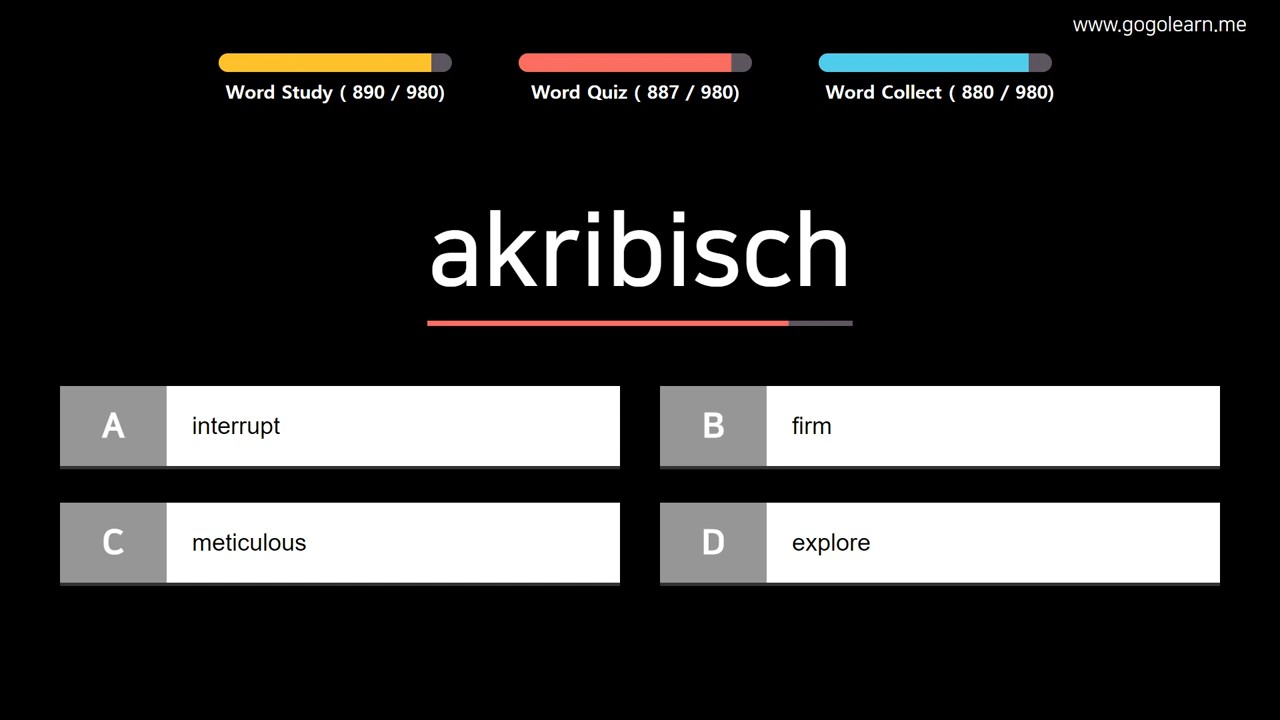 www.gogolearn.me
Word Study ( 890 / 980)
Word Quiz ( 887 / 980)
Word Collect ( 880 / 980)
akribisch
A interrupt
B firm
C meticulous
D explore